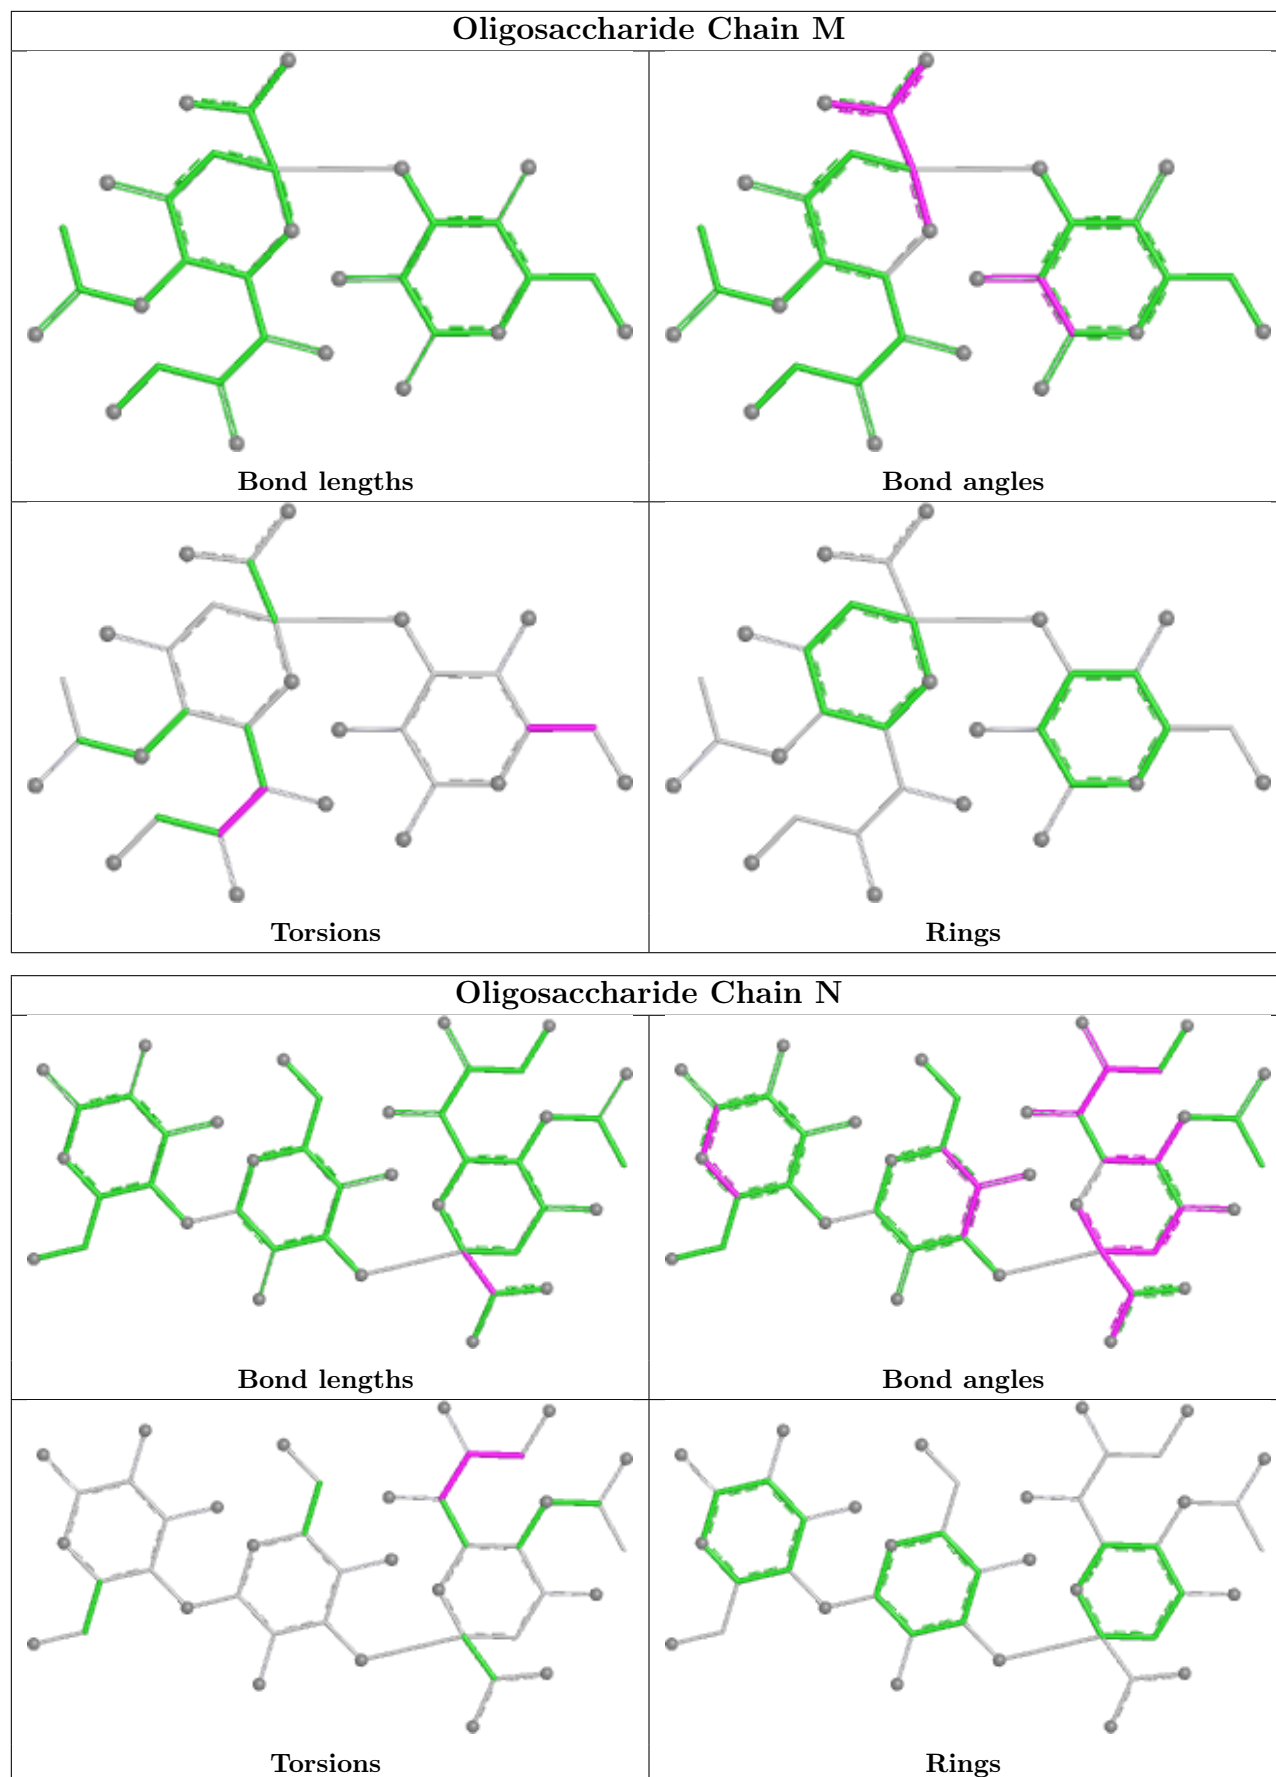 Oligosaccharide Chain M
Bond lengths
Bond angles
Torsions
Rings
Oligosaccharide Chain N
Bond lengths
Bond angles
Torsions
Rings